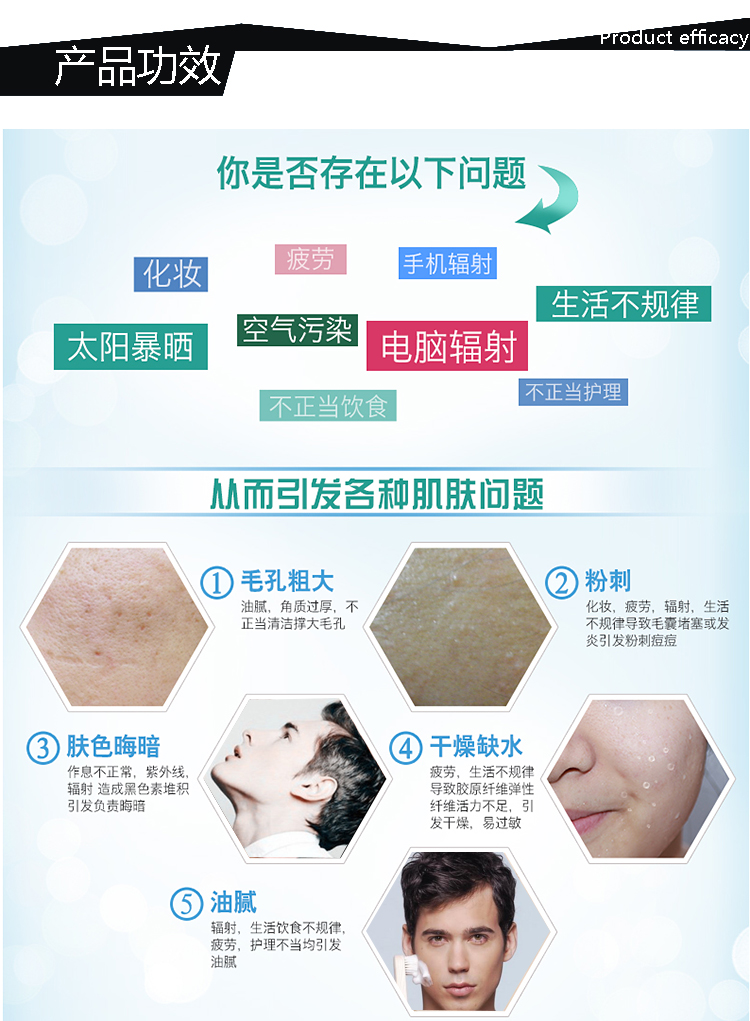 Product efficacy
产品功效
你是否存在以下问题
化妆
疲劳
手机辐射
生活不规律
太阳暴晒
空气污染
电脑辐射
不正当饮食
不正当护理
从而引发各种肌肤问题
① 毛孔粗大
油腻，角质过厚，不
正当清洁撑大毛孔
② 粉刺
化妆，疲劳，辐射，生活
不规律导致毛囊堵塞或发
炎引发粉刺痘痘
③ 肤色晦暗
作息不正常，紫外线，
辐射 造成黑色素堆积
引发负责晦暗
④ 干燥缺水
疲劳，生活不规律
导致胶原纤维弹性
纤维活力不足，引
发干燥，易过敏
⑤ 油腻
辐射，生活饮食不规律，
疲劳，护理不当均引发
油腻